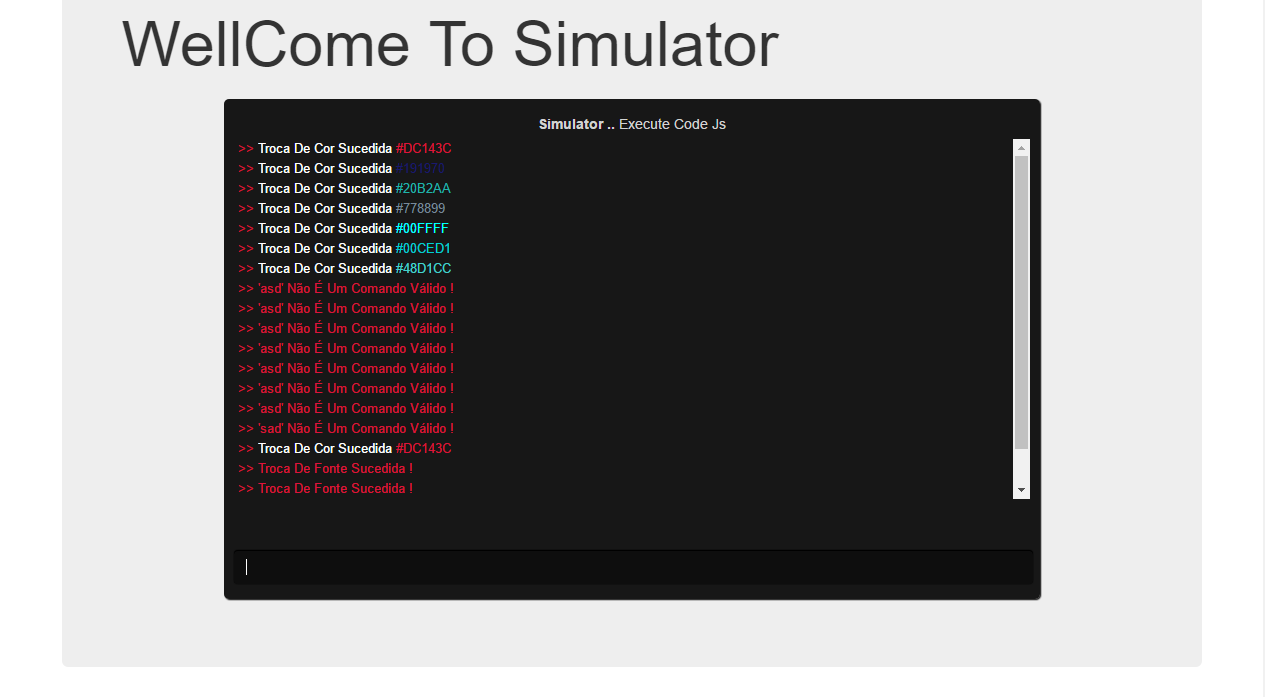 WellCome To Simulator
Simulator .. Execute Code Js
>> Troca De Cor Sucedida #DC143C
>> Troca De Cor Sucedida #191970
>> Troca De Cor Sucedida #20B2AA
>> Troca De Cor Sucedida #778899
>> Troca De Cor Sucedida #00FFFF
>> Troca De Cor Sucedida #00CED1
>> Troca De Cor Sucedida #48D1CC
>> 'asd' Não É Um Comando Válido !
>> 'asd' Não É Um Comando Válido !
>> 'asd' Não É Um Comando Válido !
>> 'asd' Não É Um Comando Válido !
>> 'asd' Não É Um Comando Válido !
>> 'asd' Não É Um Comando Válido !
>> 'asd' Não É Um Comando Válido !
>> 'sad' Não É Um Comando Válido !
>> Troca De Cor Sucedida #DC143C
>> Troca De Fonte Sucedida !
>> Troca De Fonte Sucedida !